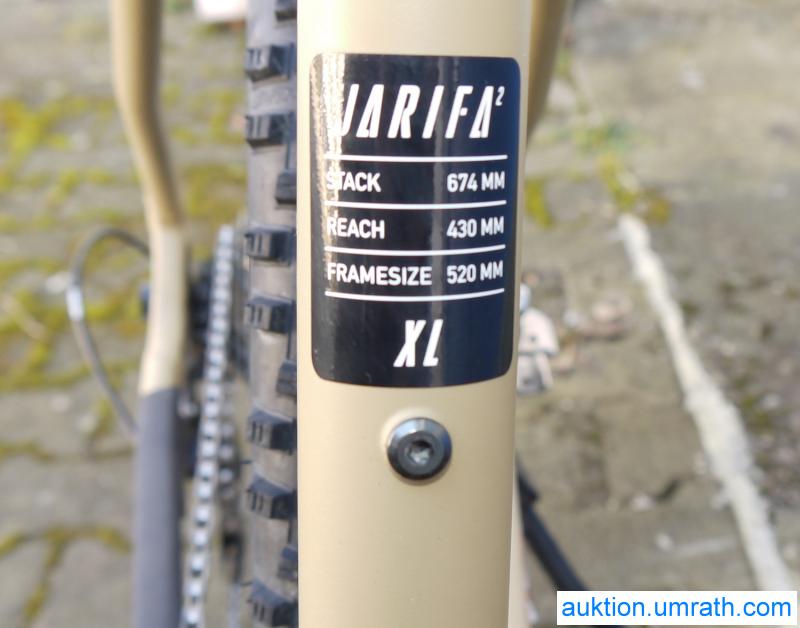 JARIFA²
STACK 674 MM
REACH 430 MM
FRAMESIZE 520 MM
XL
auktion.umrath.com